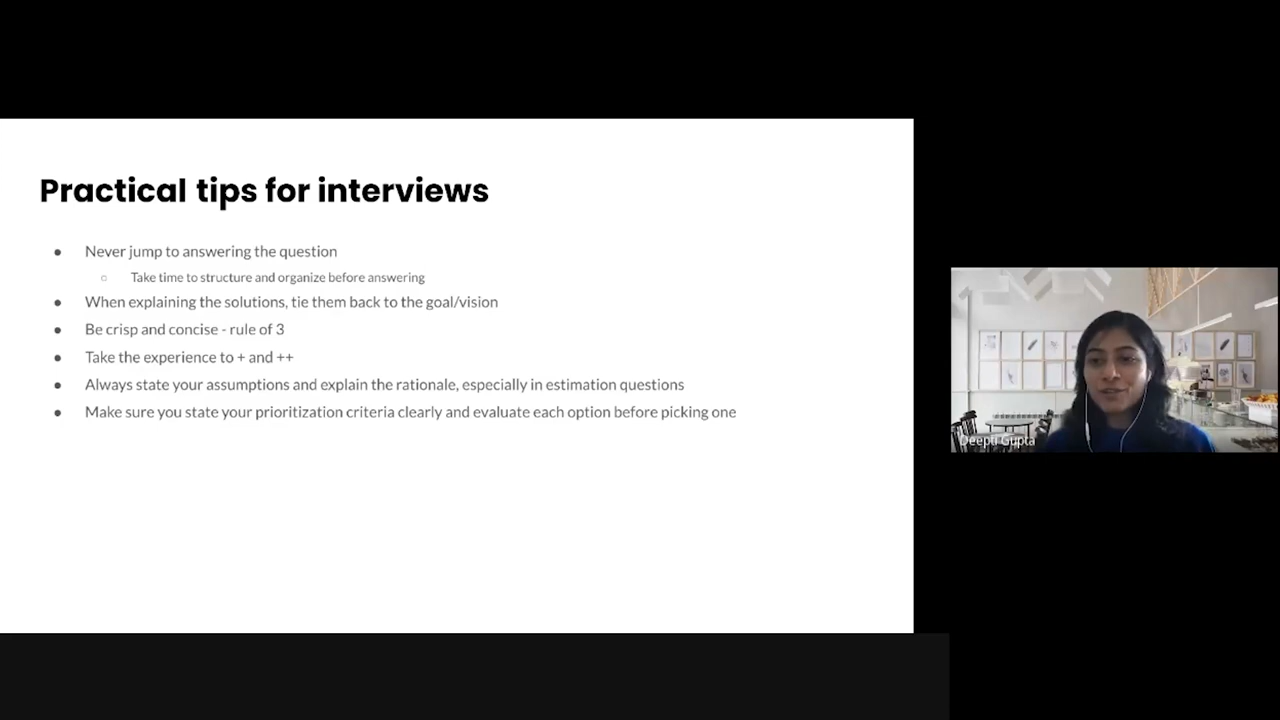 Practical tips for interviews
● Never jump to answering the question
○ Take time to structure and organize before answering
● When explaining the solutions, tie them back to the goal/vision
● Be crisp and concise - rule of 3
● Take the experience to + and ++
● Always state your assumptions and explain the rationale, especially in estimation questions
● Make sure you state your prioritization criteria clearly and evaluate each option before picking one
Deepti Gupta